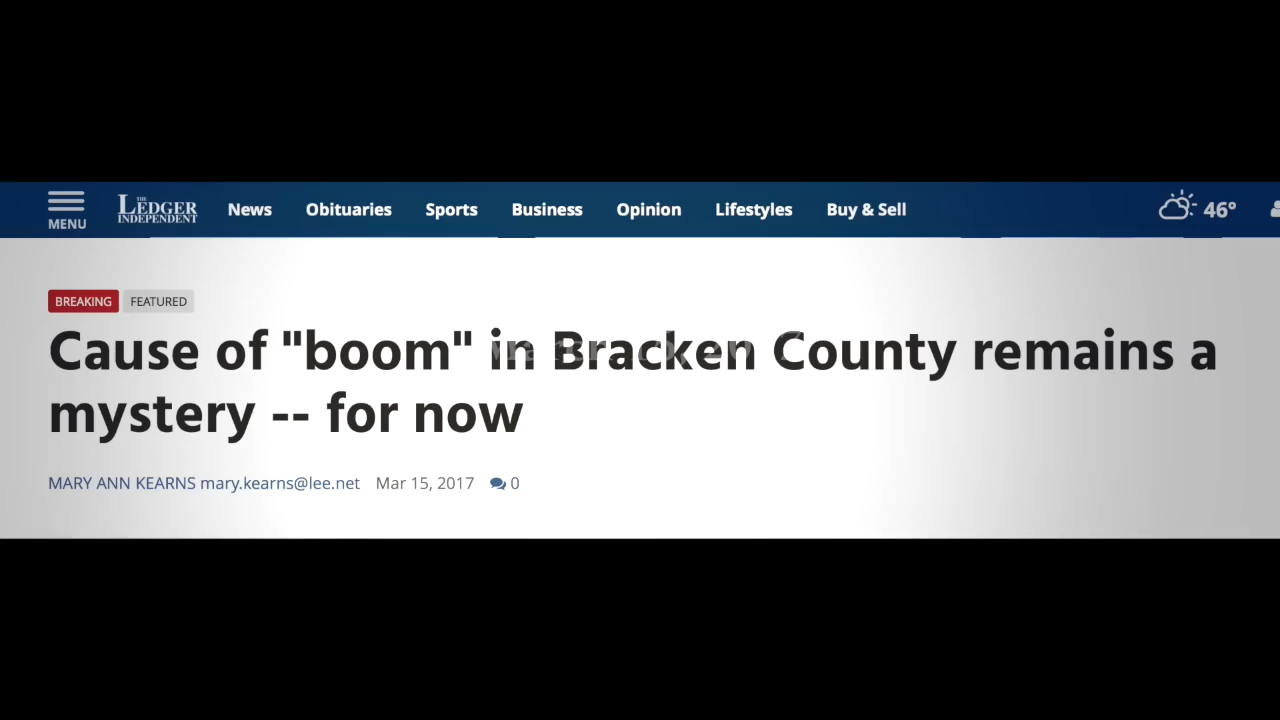 MENU
THE
LEDGER
INDEPENDENT
News
Obituaries
Sports
Business
Opinion
Lifestyles
Buy & Sell
46°
BREAKING
FEATURED
Cause of "boom" in Bracken County remains a
mystery -- for now
MARY ANN KEARNS mary.kearns@lee.net
Mar 15, 2017
0